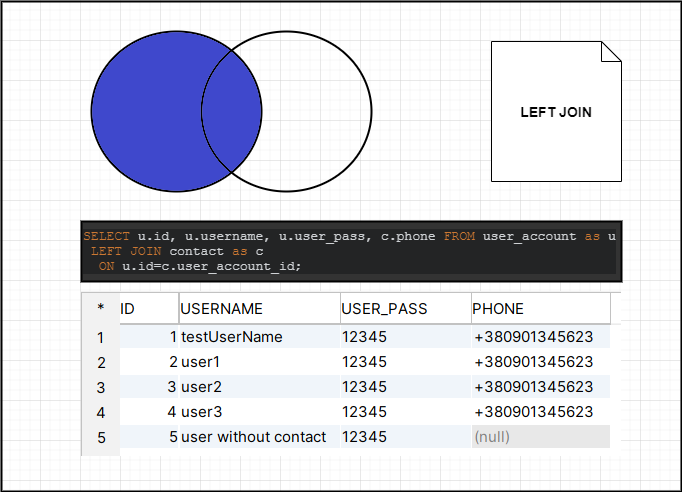 LEFT JOIN
SELECT u.id, u.username, u.user_pass, c.phone FROM user_account as u
LEFT JOIN contact as c
ON u.id=c.user_account_id;
* ID USERNAME USER_PASS PHONE
1 1 testUserName 12345 +380901345623
2 2 user1 12345 +380901345623
3 3 user2 12345 +380901345623
4 4 user3 12345 +380901345623
5 5 user without contact 12345 (null)